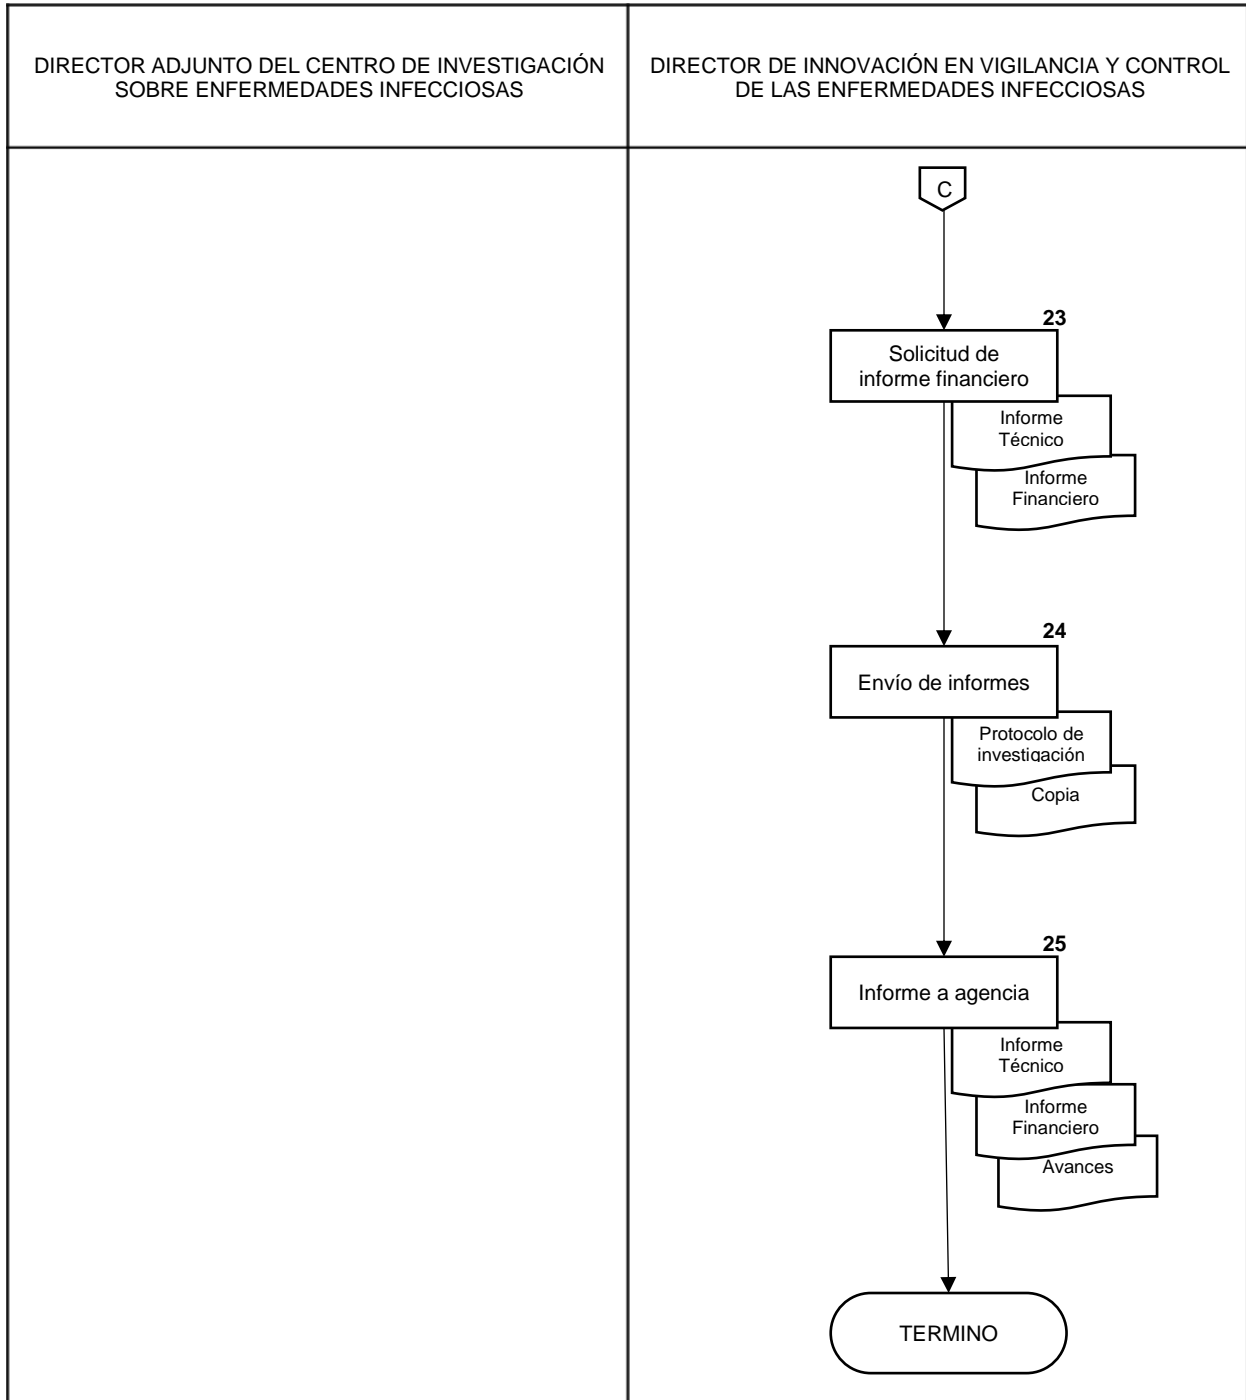 DIRECTOR ADJUNTO DEL CENTRO DE INVESTIGACIÓN
SOBRE ENFERMEDADES INFECCIOSAS
DIRECTOR DE INNOVACIÓN EN VIGILANCIA Y CONTROL
DE LAS ENFERMEDADES INFECCIOSAS
C
23
Solicitud de
informe financiero
Informe
Técnico
Informe
Financiero
24
Envío de informes
Protocolo de
investigación
Copia
25
Informe a agencia
Informe
Técnico
Informe
Financiero
Avances
TERMINO